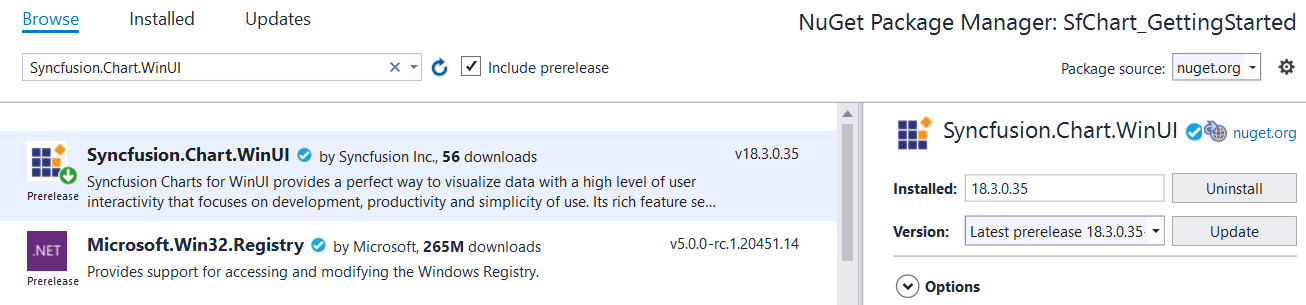 Browse Installed Updates
NuGet Package Manager: SfChart_GettingStarted
Syncfusion.Chart.WinUI
Include prerelease
Package source: nuget.org
Syncfusion.Chart.WinUI by Syncfusion Inc., 56 downloads v18.3.0.35
Syncfusion Charts for WinUI provides a perfect way to visualize data with a high level of user
Prerelease
interactivity that focuses on development, productivity and simplicity of use. Its rich feature se...
.NET
Microsoft.Win32.Registry by Microsoft, 265M downloads v5.0.0-rc.1.20451.14
Prerelease
Provides support for accessing and modifying the Windows Registry.
Syncfusion.Chart.WinUI nuget.org
Installed: 18.3.0.35 Uninstall
Version: Latest prerelease 18.3.0.35- Update
Options